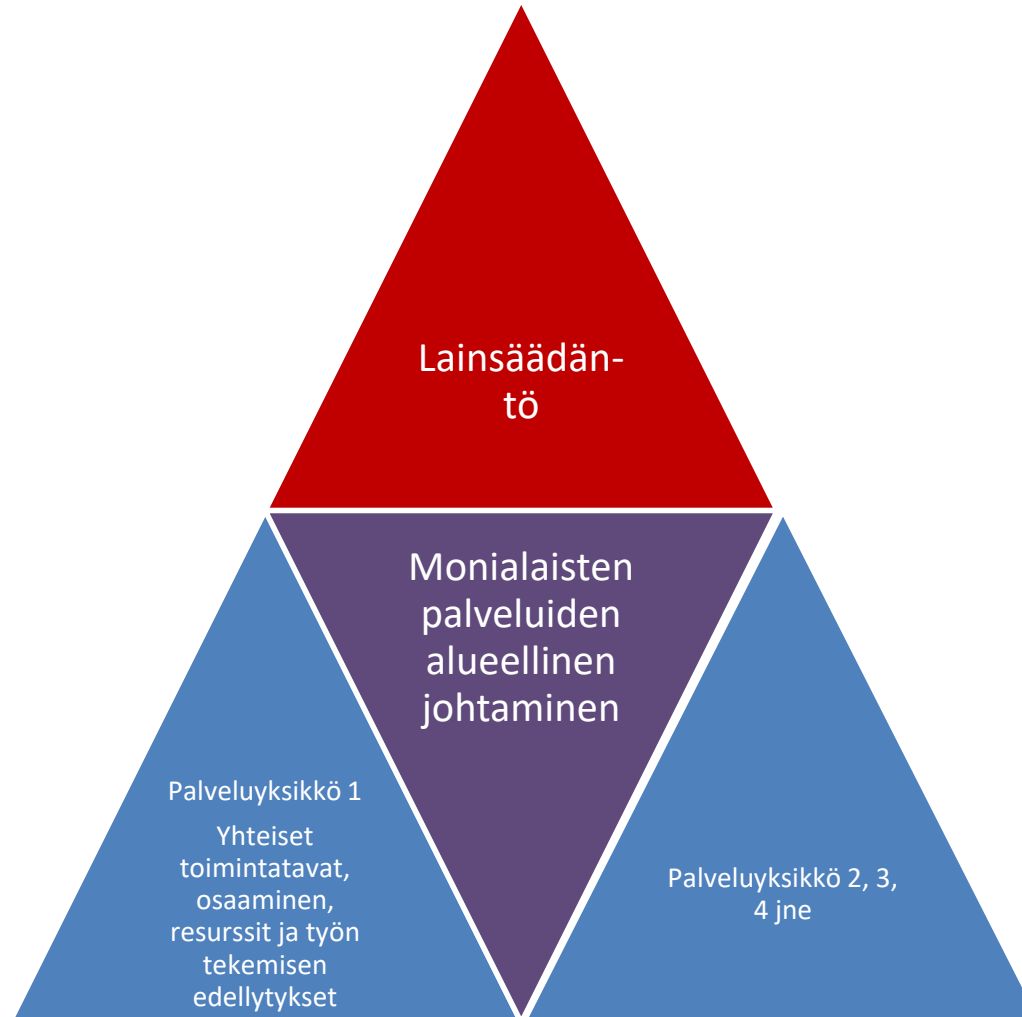 Lainsäädän-
tö
Monialaisten
palveluiden
alueellinen
johtaminen
Palveluyksikkö 1
Yhteiset
toimintatavat,
osaaminen,
resurssit ja työn
tekemisen
edellytykset
Palveluyksikkö 2, 3,
4 jne